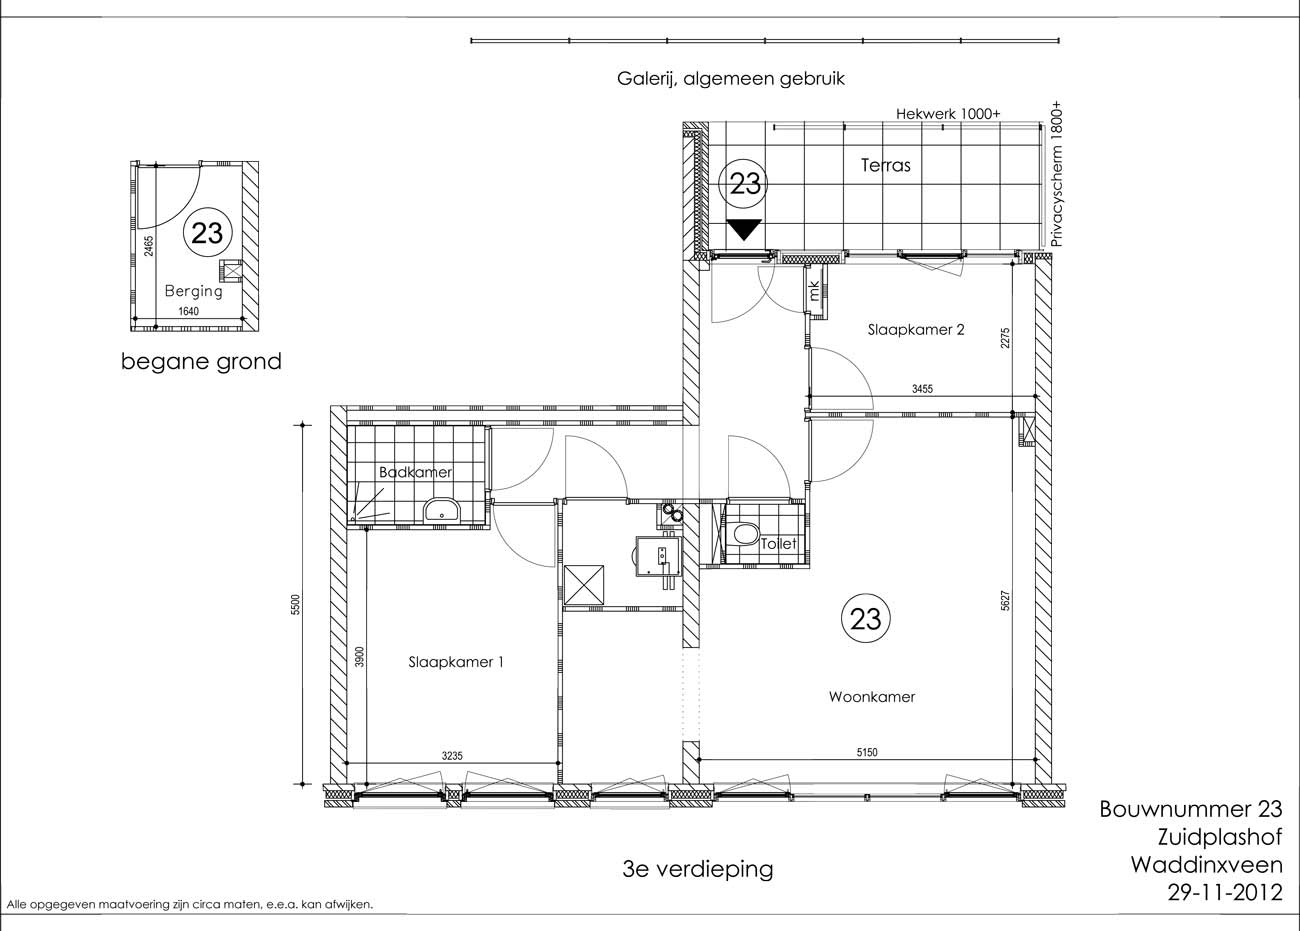 Galerij, algemeen gebruik
Hekwerk 1000+
Privacyscherm 1800+
Terras
23
23
2465
Berging
1640
begane grond
mk
Slaapkamer 2
2275
3455
Badkamer
Toilet
5500
3900
5627
23
Slaapkamer 1
Woonkamer
3235
5150
Bouwnummer 23
Zuidplashof
Waddinxveen
29-11-2012
3e verdieping
Alle opgegeven maatvoering zijn circa maten, e.e.a. kan afwijken.